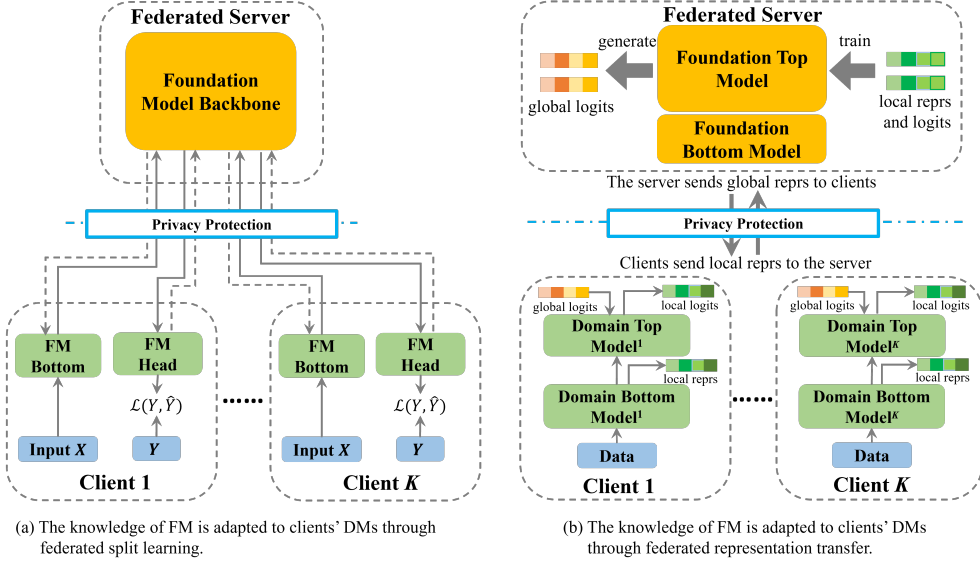 Federated Server
Foundation
Model Backbone
Privacy Protection
FM
Bottom
FM
Head
ℒ(Y, Ŷ)
Input X
Y
Client 1
......
FM
Bottom
FM
Head
ℒ(Y, Ŷ)
Input X
Y
Client K
(a) The knowledge of FM is adapted to clients' DMs through
federated split learning.
Federated Server
generate
train
Foundation Top
Model
global logits
local reprs
and logits
Foundation
Bottom Model
The server sends global reprs to clients
Privacy Protection
Clients send local reprs to the server
global logits
local logits
Domain Top
Model¹
local reprs
Domain Bottom
Model¹
Data
Client 1
......
global logits
local logits
Domain Top
Modelᴷ
local reprs
Domain Bottom
Modelᴷ
Data
Client K
(b) The knowledge of FM is adapted to clients' DMs
through federated representation transfer.